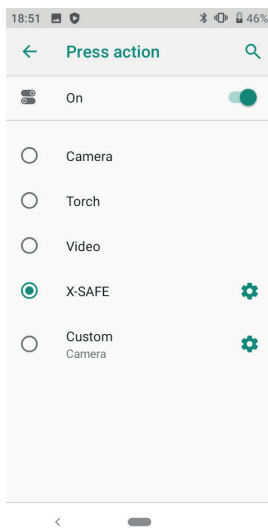 18:51 46%
Press action
On
Camera
Torch
Video
X-SAFE
Custom
Camera